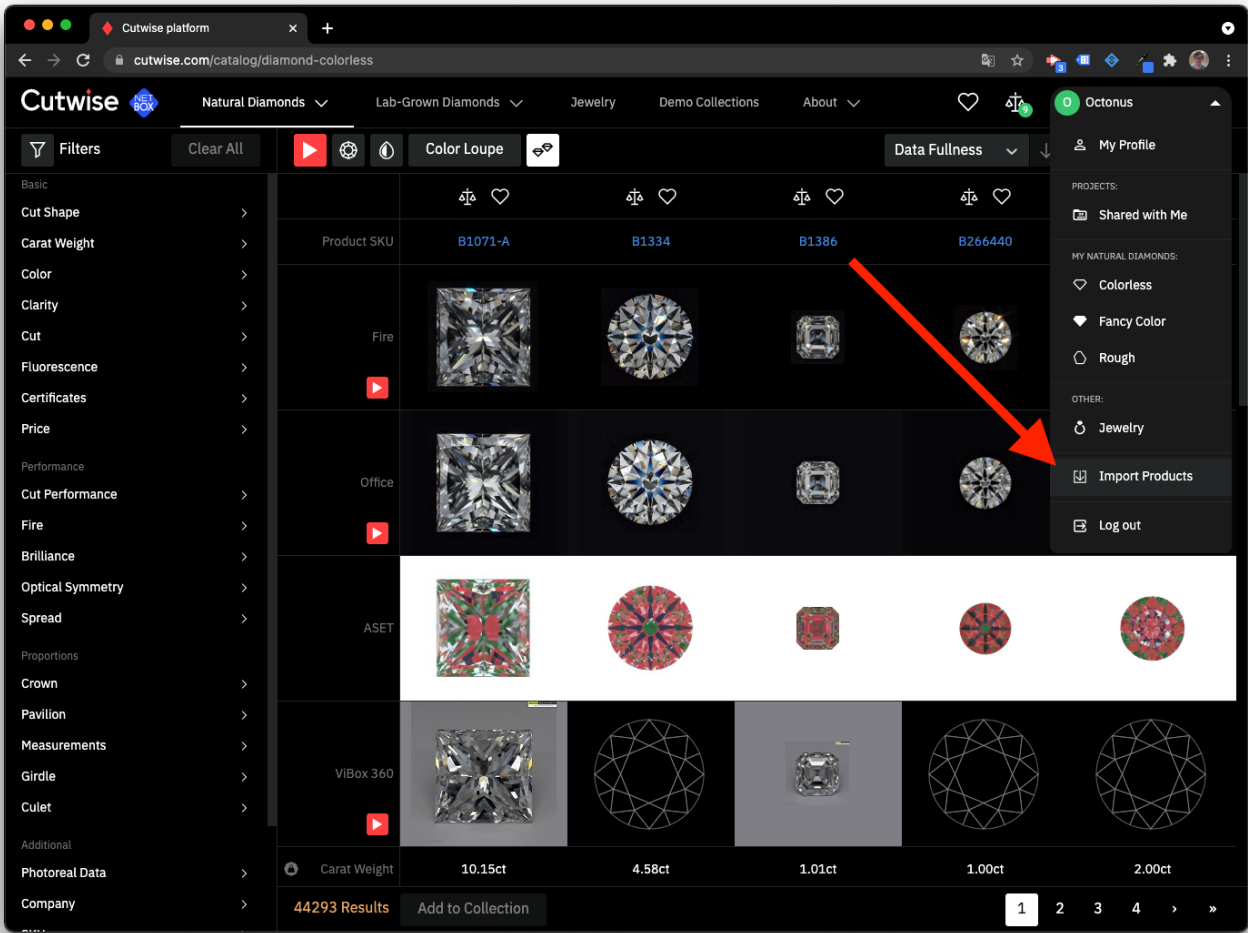 Cutwise platform
cutwise.com/catalog/diamond-colorless
3
Cutwise NET BOX
Natural Diamonds
Lab-Grown Diamonds
Jewelry
Demo Collections
About
9
O Octonus
Filters
Clear All
Color Loupe
Data Fullness
My Profile
PROJECTS:
Shared with Me
MY NATURAL DIAMONDS:
Colorless
Fancy Color
Rough
OTHER:
Jewelry
Import Products
Log out
Basic
Cut Shape
Carat Weight
Color
Clarity
Cut
Fluorescence
Certificates
Price
Performance
Cut Performance
Fire
Brilliance
Optical Symmetry
Spread
Proportions
Crown
Pavilion
Measurements
Girdle
Culet
Additional
Photoreal Data
Company
Product SKU B1071-A B1334 B1386 B266440
Fire
Office
ASET
ViBox 360
Carat Weight 10.15ct 4.58ct 1.01ct 1.00ct 2.00ct
44293 Results Add to Collection 1 2 3 4 › »